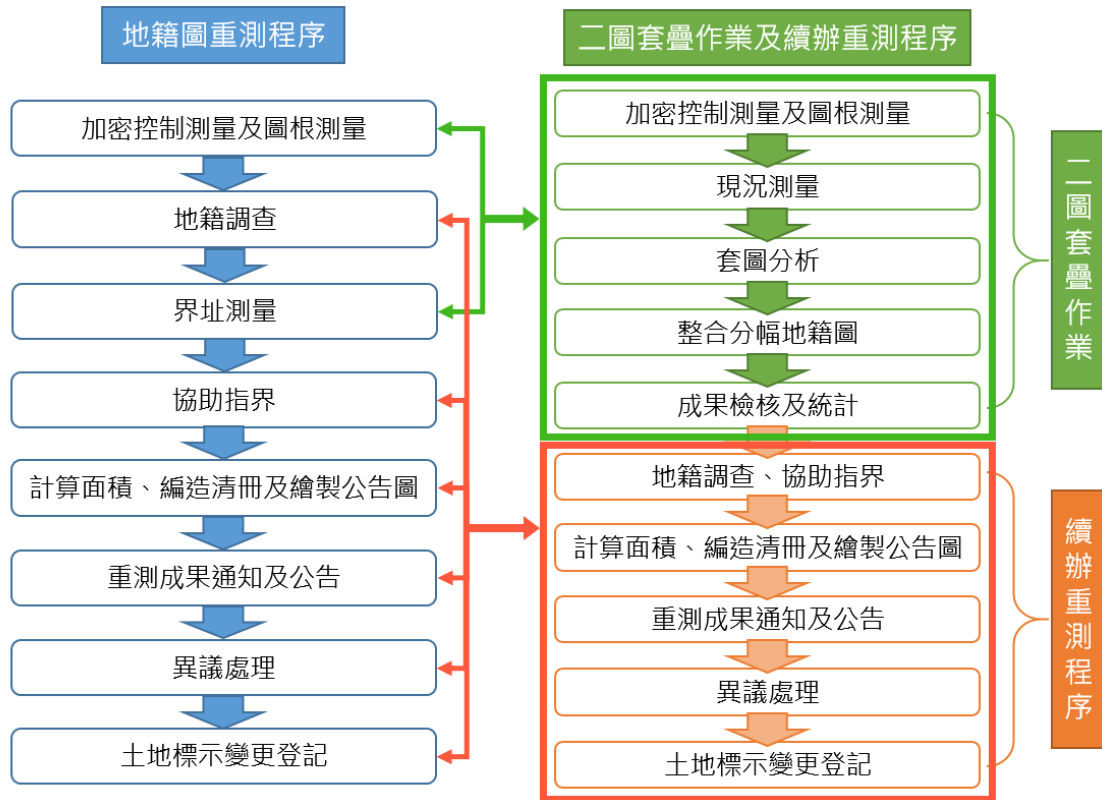 地籍圖重測程序
加密控制測量及圖根測量
地籍調查
界址測量
協助指界
計算面積、編造清冊及繪製公告圖
重測成果通知及公告
異議處理
土地標示變更登記
二圖套疊作業及續辦重測程序
加密控制測量及圖根測量
現況測量
套圖分析
整合分幅地籍圖
成果檢核及統計
地籍調查、協助指界
計算面積、編造清冊及繪製公告圖
重測成果通知及公告
異議處理
土地標示變更登記
二圖套疊作業
續辦重測程序